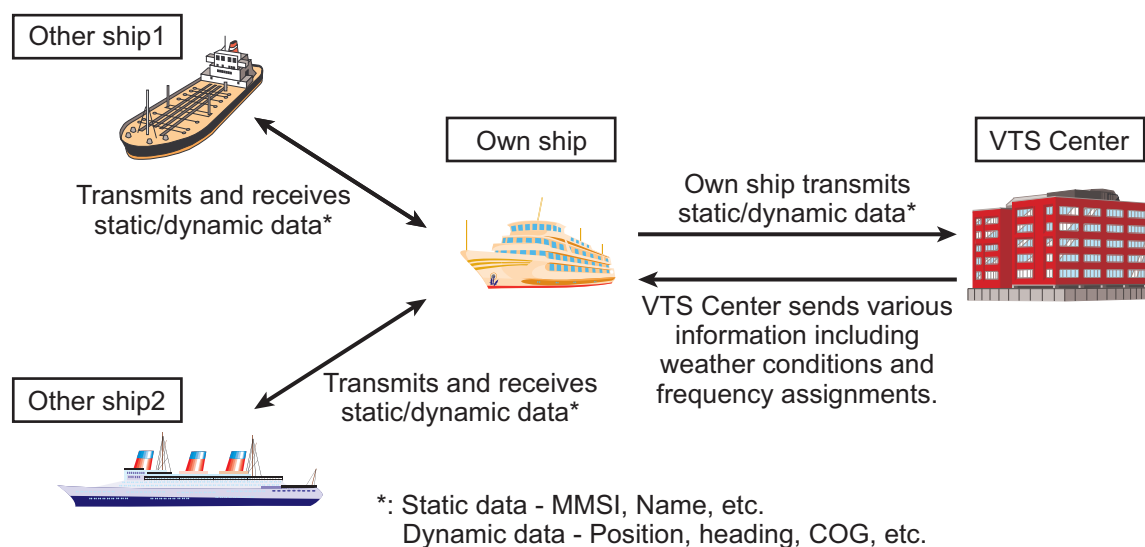 Other ship1
Transmits and receives
static/dynamic data*
Own ship
VTS Center
Own ship transmits
static/dynamic data*
VTS Center sends various
information including
weather conditions and
frequency assignments.
Transmits and receives
static/dynamic data*
Other ship2
*: Static data - MMSI, Name, etc.
Dynamic data - Position, heading, COG, etc.